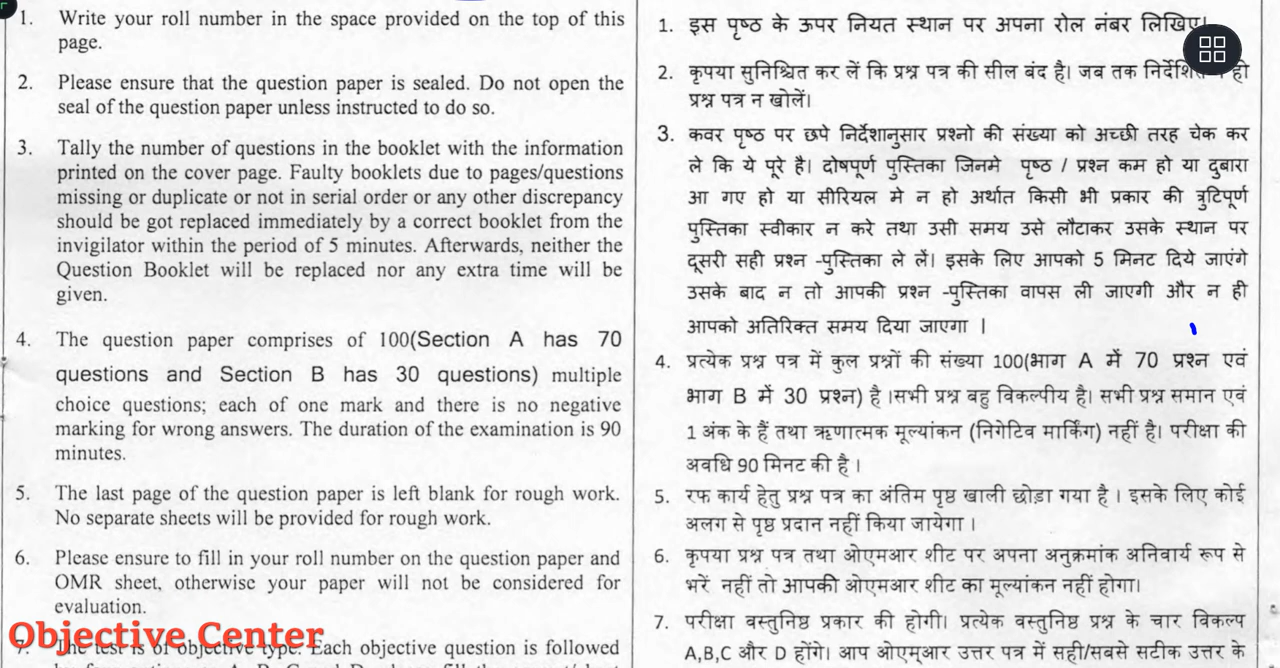 1. Write your roll number in the space provided on the top of this
page.
2. Please ensure that the question paper is sealed. Do not open the
seal of the question paper unless instructed to do so.
3. Tally the number of questions in the booklet with the information
printed on the cover page. Faulty booklets due to pages/questions
missing or duplicate or not in serial order or any other discrepancy
should be got replaced immediately by a correct booklet from the
invigilator within the period of 5 minutes. Afterwards, neither the
Question Booklet will be replaced nor any extra time will be
given.
4. The question paper comprises of 100(Section A has 70
questions and Section B has 30 questions) multiple
choice questions; each of one mark and there is no negative
marking for wrong answers. The duration of the examination is 90
minutes.
5. The last page of the question paper is left blank for rough work.
No separate sheets will be provided for rough work.
6. Please ensure to fill in your roll number on the question paper and
OMR sheet, otherwise your paper will not be considered for
evaluation.
Objective Center
7. The test is of objective type. Each objective question is followed
1. इस पृष्ठ के ऊपर नियत स्थान पर अपना रोल नंबर लिखिए।
2. कृपया सुनिश्चित कर लें कि प्रश्न पत्र की सील बंद है। जब तक हो
प्रश्न पत्र न खोलें।
3. कवर पृष्ठ पर छपे निर्देशानुसार प्रश्नो की संख्या को अच्छी तरह चेक कर
ले कि ये पूरे है। दोषपूर्ण पुस्तिका जिनमे पृष्ठ / प्रश्न कम हो या दुबारा
आ गए हो या सीरियल मे न हो अर्थात किसी भी प्रकार की त्रुटिपूर्ण
पुस्तिका स्वीकार न करे तथा उसी समय उसे लौटाकर उसके स्थान पर
दूसरी सही प्रश्न -पुस्तिका ले लें। इसके लिए आपको 5 मिनट दिये जाएंगे
उसके बाद न तो आपकी प्रश्न -पुस्तिका वापस ली जाएगी और न ही
आपको अतिरिक्त समय दिया जाएगा |
4. प्रत्येक प्रश्न पत्र में कुल प्रश्नों की संख्या 100(भाग A में 70 प्रश्न एवं
भाग B में 30 प्रश्न) है ।सभी प्रश्न बहु विकल्पीय है। सभी प्रश्न समान एवं
1 अंक के हैं तथा ऋणात्मक मूल्यांकन (निगेटिव मार्किंग) नहीं है। परीक्षा की
अवधि 90 मिनट की है ।
5. रफ कार्य हेतु प्रश्न पत्र का अंतिम पृष्ठ खाली छोड़ा गया है । इसके लिए कोई
अलग से पृष्ठ प्रदान नहीं किया जायेगा ।
6. कृपया प्रश्न पत्र तथा ओएमआर शीट पर अपना अनुक्रमांक अनिवार्य रूप से
भरें नहीं तो आपकी ओएमआर शीट का मूल्यांकन नहीं होगा।
7. परीक्षा वस्तुनिष्ठ प्रकार की होगी। प्रत्येक वस्तुनिष्ठ प्रश्न के चार विकल्प
A,B,C और D होंगे। आप ओएम्आर उत्तर पत्र में सही/सबसे सटीक उत्तर के